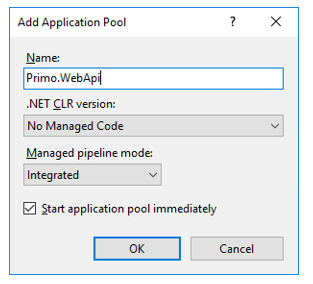 Add Application Pool
?
Name:
Primo.WebApi
.NET CLR version:
No Managed Code
Managed pipeline mode:
Integrated
Start application pool immediately
OK
Cancel